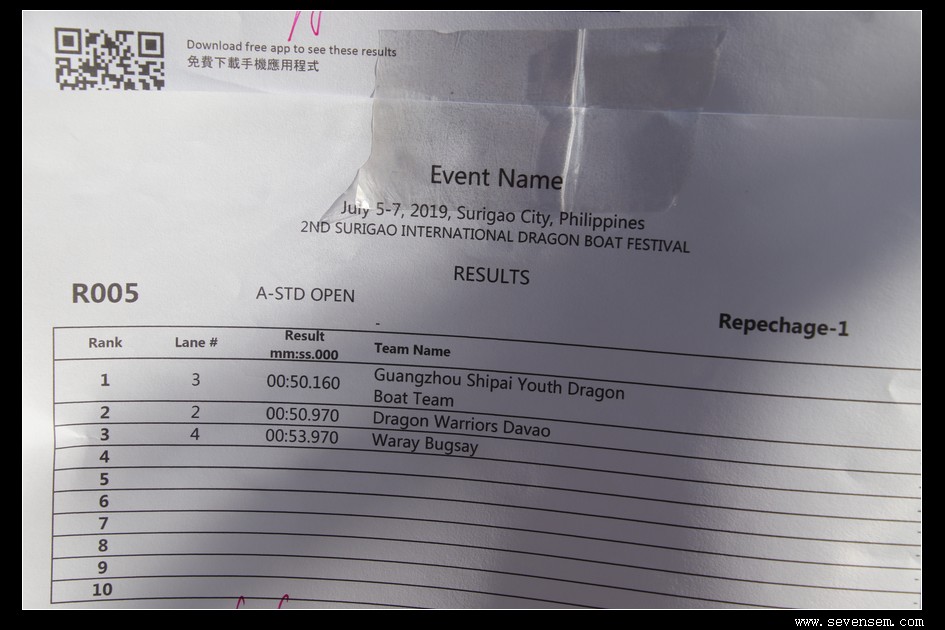 Download free app to see these results
免費下載手機應用程式
Event Name
July 5-7, 2019, Surigao City, Philippines
2ND SURIGAO INTERNATIONAL DRAGON BOAT FESTIVAL
RESULTS
R005 A-STD OPEN
- Repechage-1
Rank Lane # Result mm:ss.000 Team Name
1 3 00:50.160 Guangzhou Shipai Youth Dragon
Boat Team
2 2 00:50.970 Dragon Warriors Davao
3 4 00:53.970 Waray Bugsay
4
5
6
7
8
9
10
www.sevensem.com